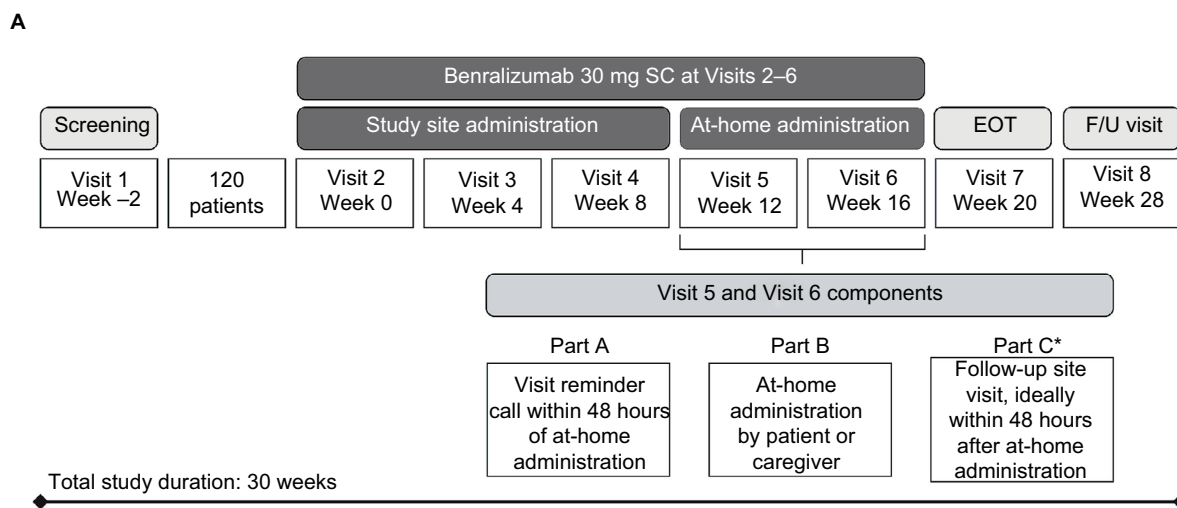 A
Benralizumab 30 mg SC at Visits 2–6
Screening
Study site administration
At-home administration
EOT
F/U visit
Visit 1
Week –2
120
patients
Visit 2
Week 0
Visit 3
Week 4
Visit 4
Week 8
Visit 5
Week 12
Visit 6
Week 16
Visit 7
Week 20
Visit 8
Week 28
Visit 5 and Visit 6 components
Part A
Visit reminder
call within 48 hours
of at-home
administration
Part B
At-home
administration
by patient or
caregiver
Part C*
Follow-up site
visit, ideally
within 48 hours
after at-home
administration
Total study duration: 30 weeks